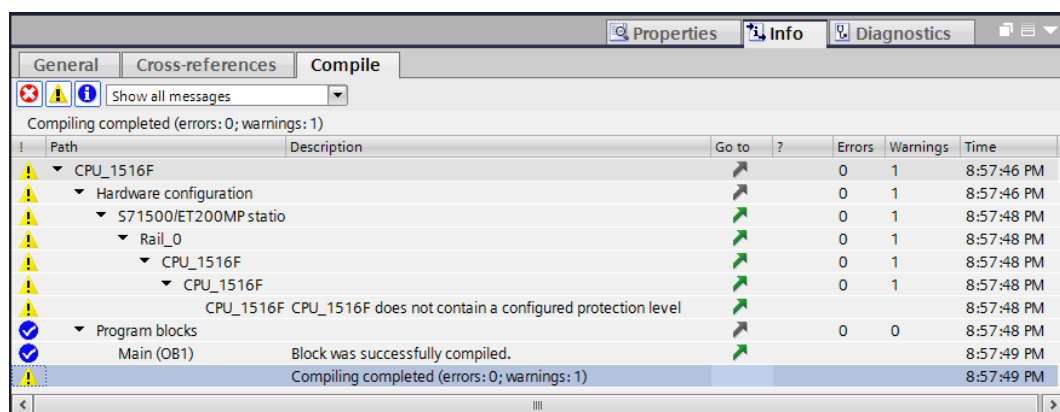 Properties Info Diagnostics
General Cross-references Compile
Show all messages
Compiling completed (errors: 0; warnings: 1)
! Path Description Go to ? Errors Warnings Time
CPU_1516F 0 1 8:57:46 PM
Hardware configuration 0 1 8:57:46 PM
S71500/ET200MP statio 0 1 8:57:48 PM
Rail_0 0 1 8:57:48 PM
CPU_1516F 0 1 8:57:48 PM
CPU_1516F 0 1 8:57:48 PM
CPU_1516F CPU_1516F does not contain a configured protection level 8:57:48 PM
Program blocks 0 0 8:57:48 PM
Main (OB1) Block was successfully compiled. 8:57:49 PM
Compiling completed (errors: 0; warnings: 1) 8:57:49 PM